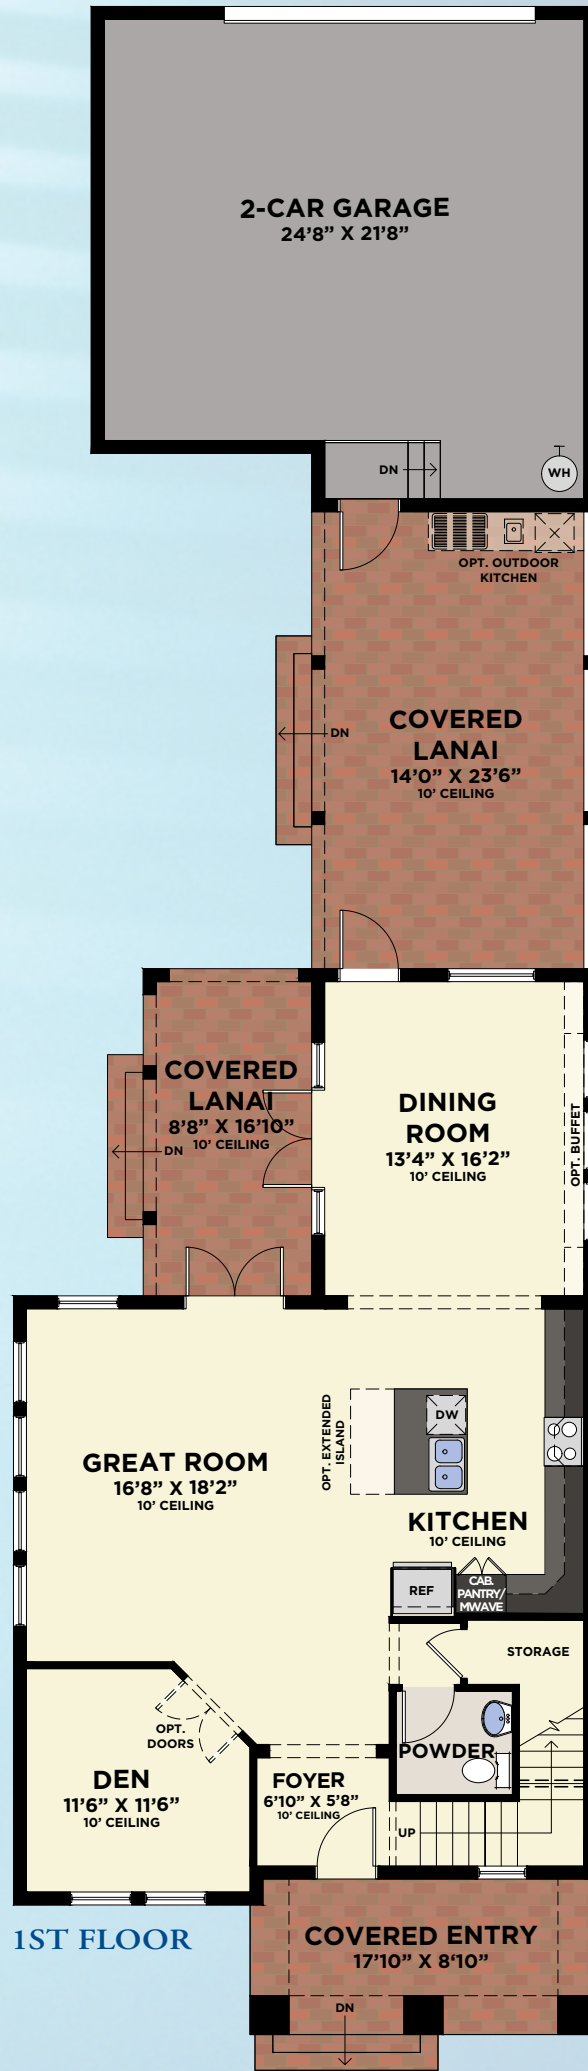 2-CAR GARAGE
24'8" X 21'8"
DN
WH
OPT. OUTDOOR
KITCHEN
COVERED
LANAI
14'0" X 23'6"
10' CEILING
DN
COVERED
LANAI
8'8" X 16'10"
10' CEILING
DN
DINING
ROOM
13'4" X 16'2"
10' CEILING
OPT. BUFFET
GREAT ROOM
16'8" X 18'2"
10' CEILING
OPT. EXTENDED
ISLAND
DW
KITCHEN
10' CEILING
REF
CAB.
PANTRY/
MWAVE
STORAGE
OPT.
DOORS
POWDER
DEN
11'6" X 11'6"
10' CEILING
FOYER
6'10" X 5'8"
10' CEILING
UP
1ST FLOOR
COVERED ENTRY
17'10" X 8'10"
DN